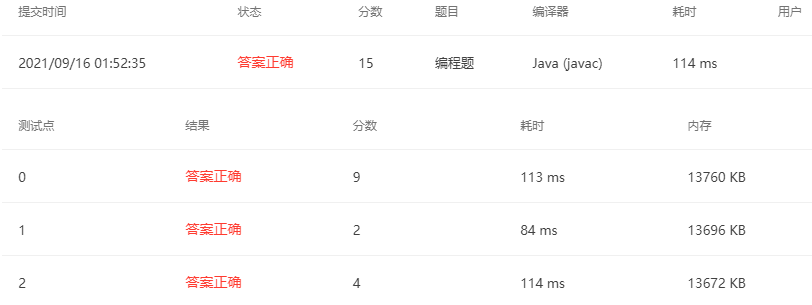 提交时间 状态 分数 题目 编译器 耗时 用户
2021/09/16 01:52:35 答案正确 15 编程题 Java (javac) 114 ms
测试点 结果 分数 耗时 内存
0 答案正确 9 113 ms 13760 KB
1 答案正确 2 84 ms 13696 KB
2 答案正确 4 114 ms 13672 KB